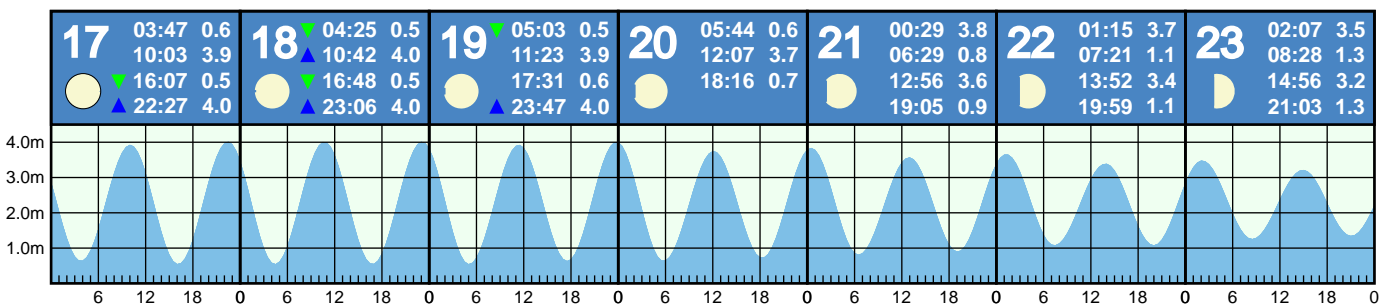 17 03:47 0.6
10:03 3.9
▼ 16:07 0.5
▲ 22:27 4.0
18 ▼ 04:25 0.5
▲ 10:42 4.0
▼ 16:48 0.5
▲ 23:06 4.0
19 ▼ 05:03 0.5
11:23 3.9
17:31 0.6
▲ 23:47 4.0
20 05:44 0.6
12:07 3.7
18:16 0.7
21 00:29 3.8
06:29 0.8
12:56 3.6
19:05 0.9
22 01:15 3.7
07:21 1.1
13:52 3.4
19:59 1.1
23 02:07 3.5
08:28 1.3
14:56 3.2
21:03 1.3
4.0m
3.0m
2.0m
1.0m
6 12 18 0 6 12 18 0 6 12 18 0 6 12 18 0 6 12 18 0 6 12 18 0 6 12 18 0